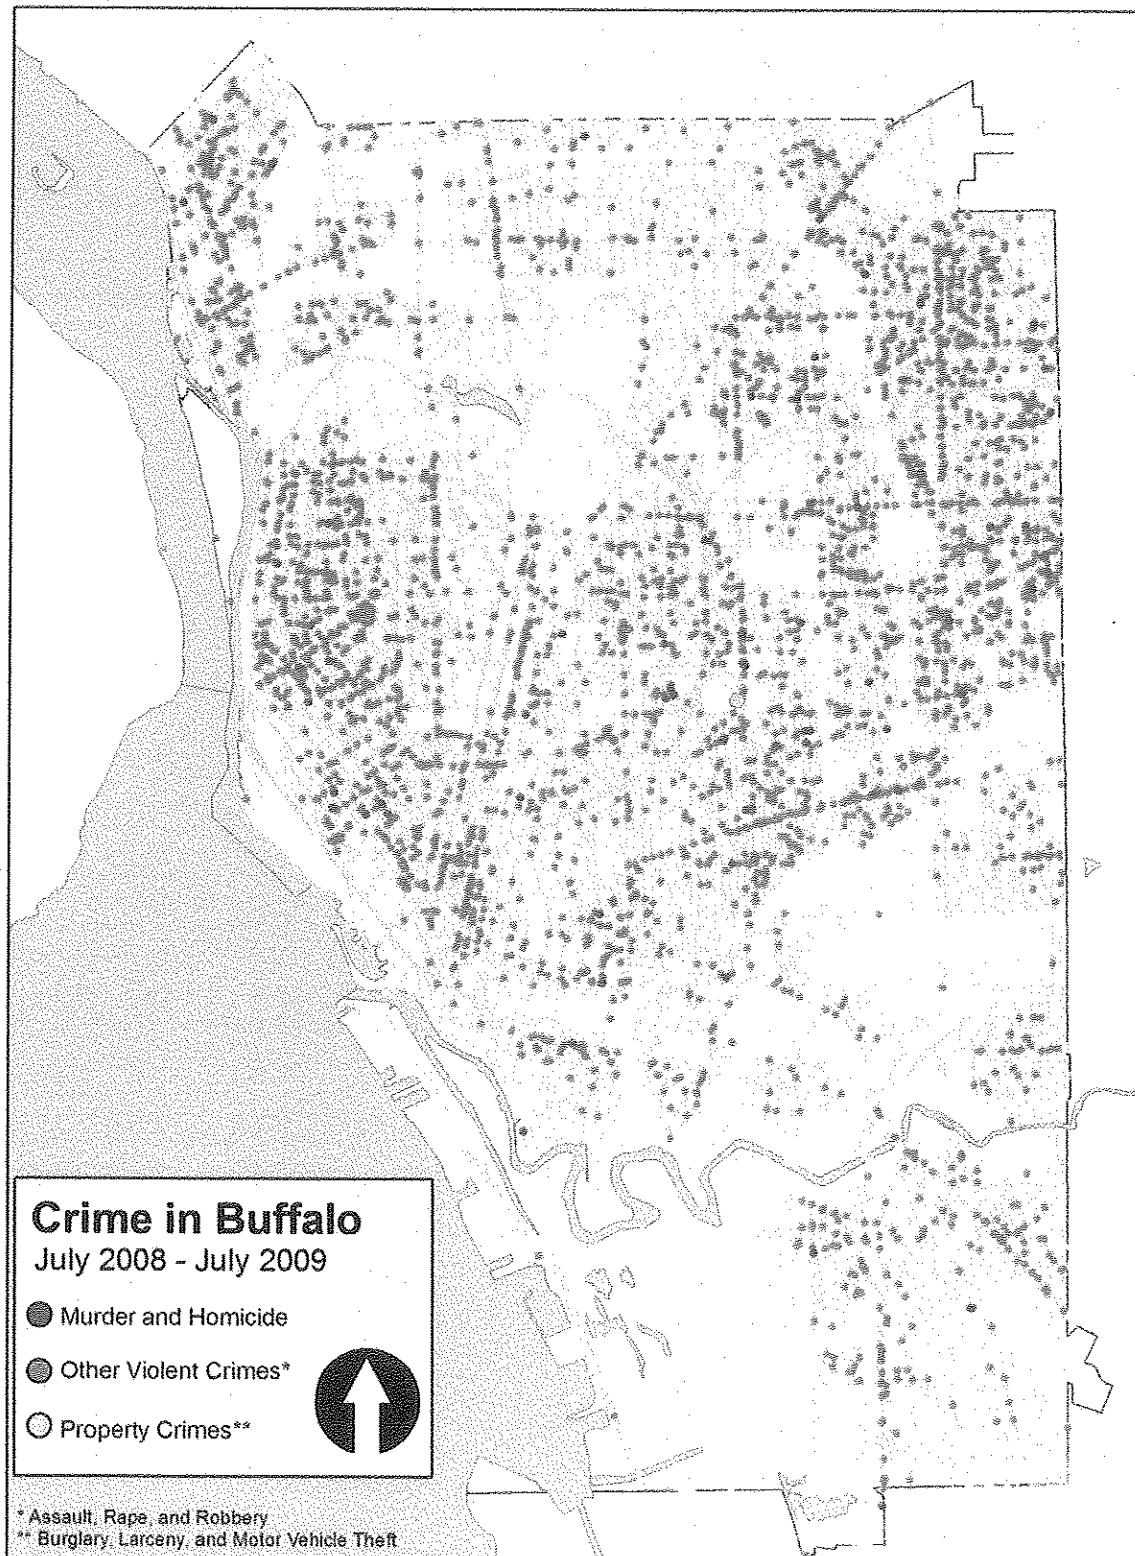 Crime in Buffalo
July 2008 - July 2009
Murder and Homicide
Other Violent Crimes*
Property Crimes**
* Assault, Rape, and Robbery
** Burglary, Larceny, and Motor Vehicle Theft